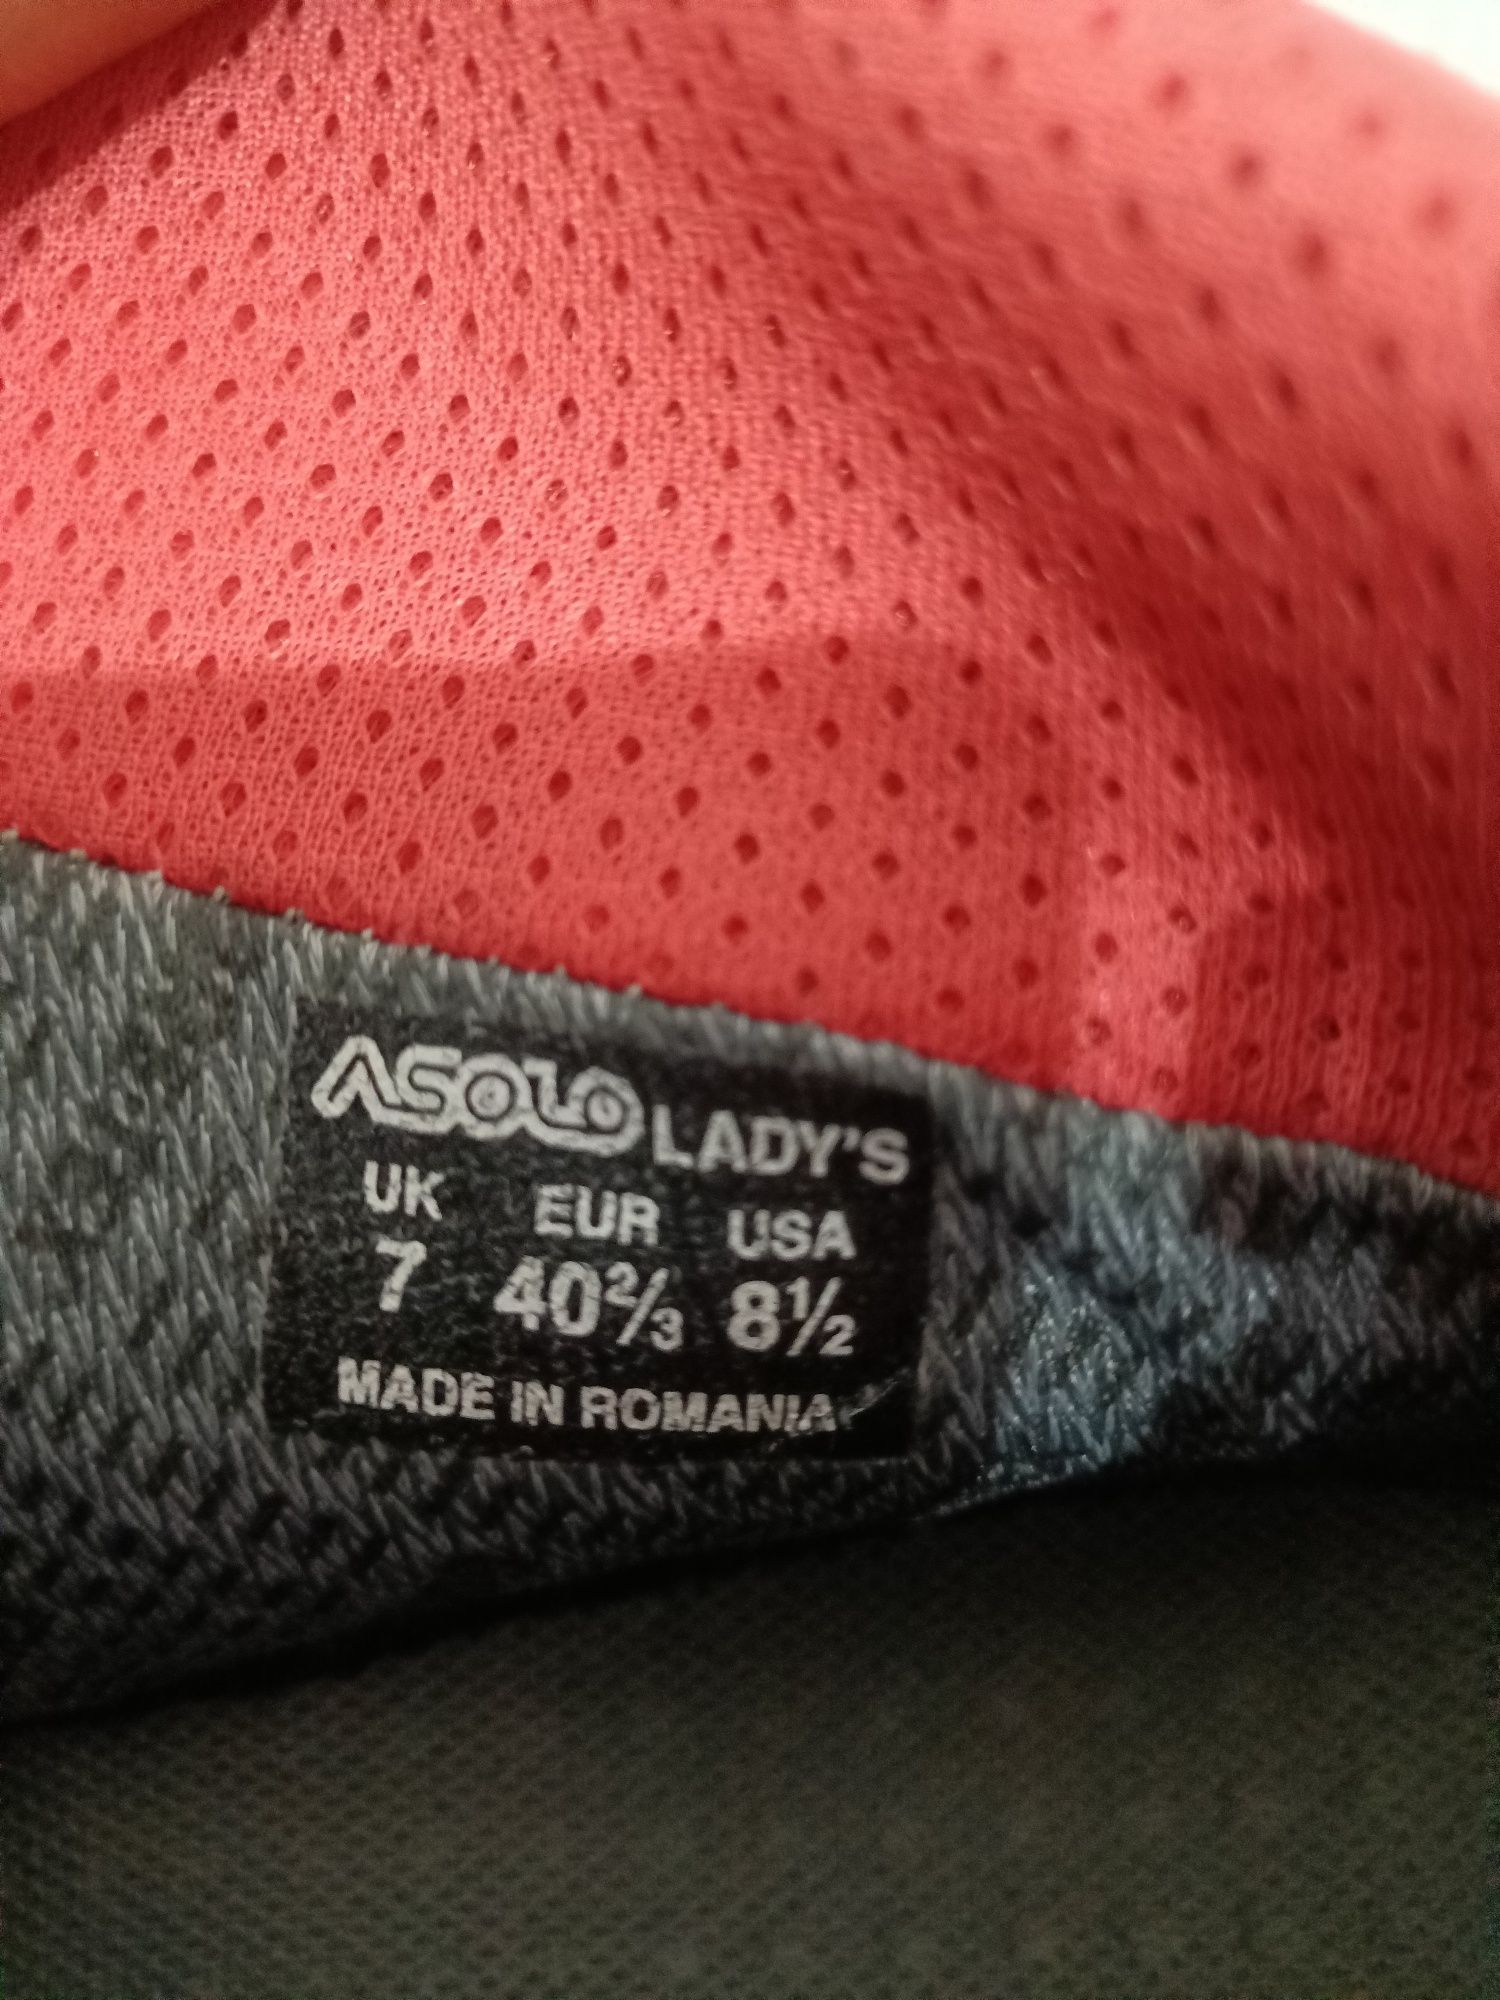 ASOLO LADY'S
UK EUR USA
7 40⅔ 8½
MADE IN ROMANIA